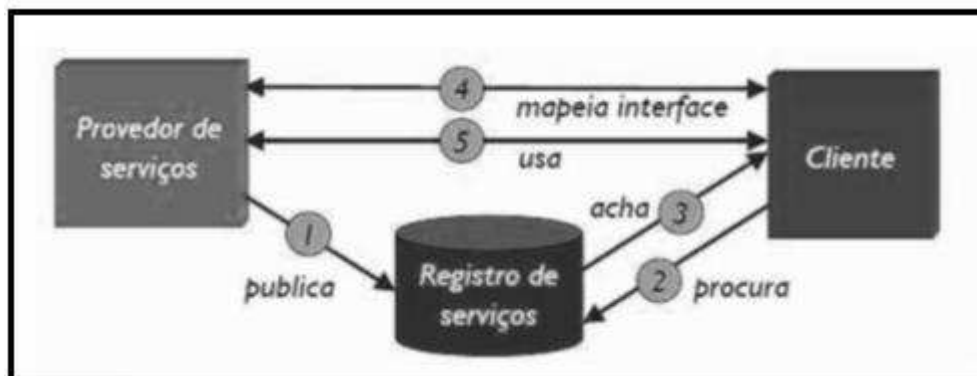 Provedor de
serviços
4
mapeia interface
5
usa
Cliente
acha
3
1
publica
Registro de
serviços
2
procura